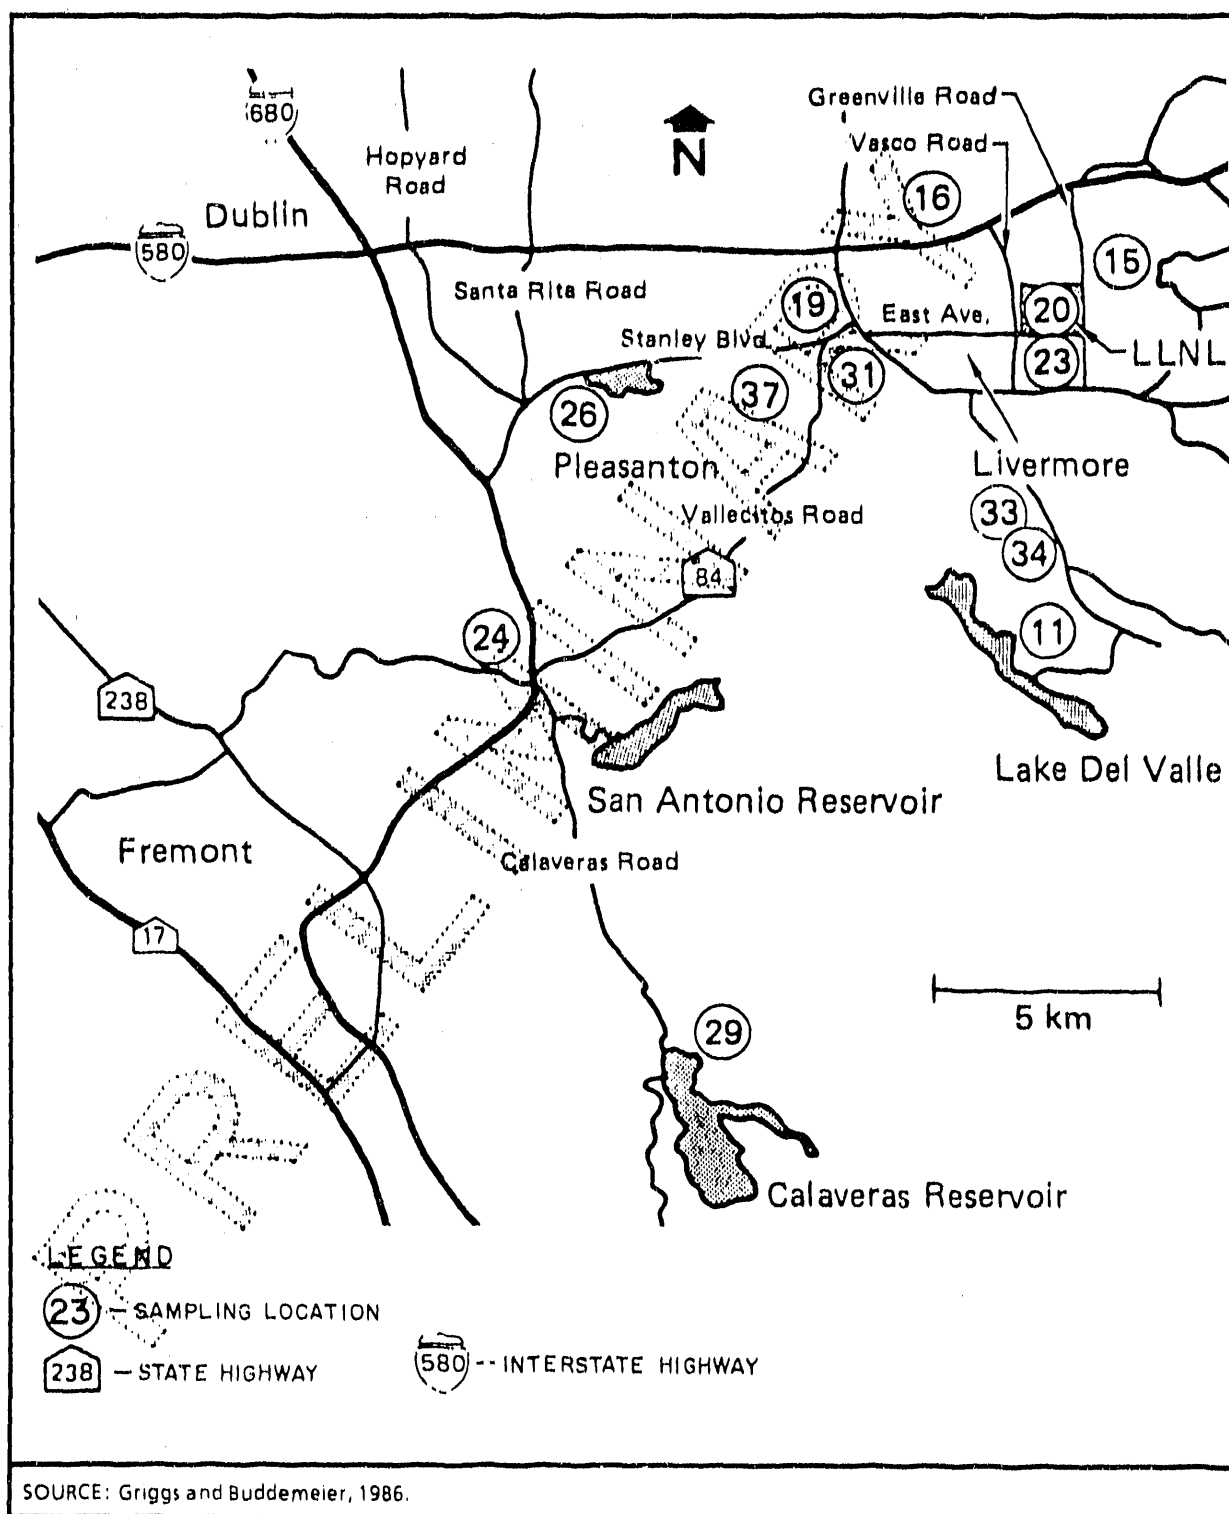 Greenville Road
680
Vasco Road
Hopyard
Road
N
16
Dublin
580
15
Santa Rita Road
19
East Ave.
20
Stanley Blvd.
LLNL
23
31
37
26
Pleasanton
Livermore
Vallecitos Road
33
34
84
24
11
238
Lake Del Valle
San Antonio Reservoir
Fremont
Calaveras Road
17
5 km
29
Calaveras Reservoir
PRELIMINARY
LEGEND
23 – SAMPLING LOCATION
238 – STATE HIGHWAY
580 -- INTERSTATE HIGHWAY
SOURCE: Griggs and Buddemeier, 1986.